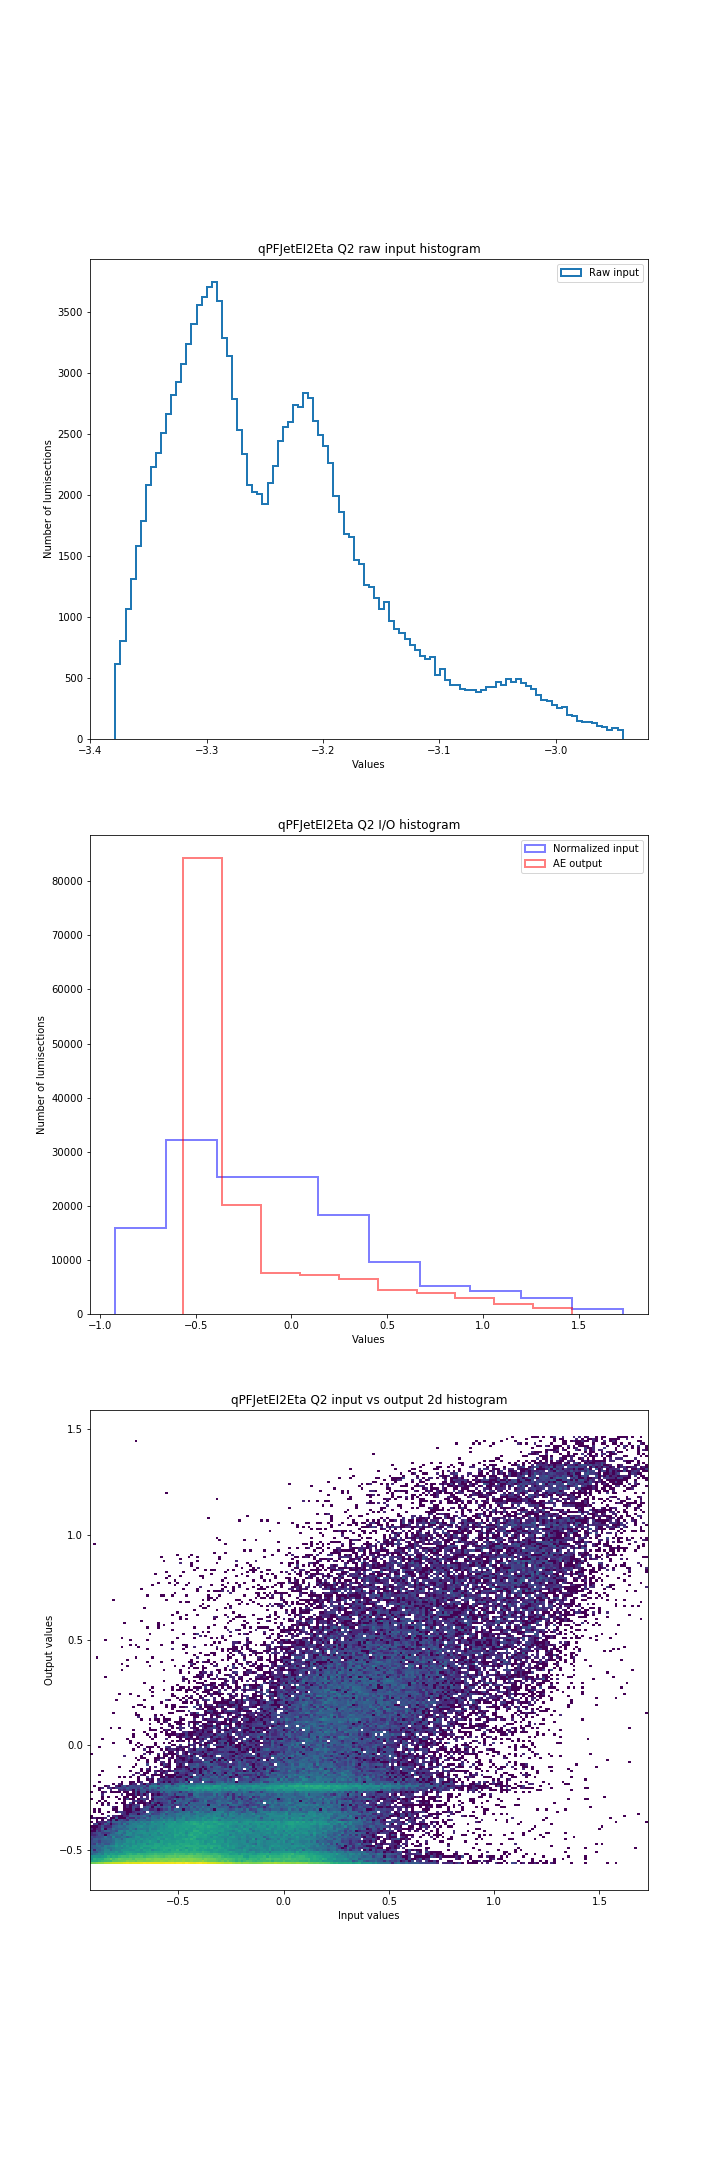 qPFJetEI2Eta Q2 raw input histogram
Raw input
3500
3000
2500
2000
1500
1000
500
0
Number of lumisections
−3.4 −3.3 −3.2 −3.1 −3.0
Values
qPFJetEI2Eta Q2 I/O histogram
Normalized input
AE output
80000
70000
60000
50000
40000
30000
20000
10000
0
Number of lumisections
−1.0 −0.5 0.0 0.5 1.0 1.5
Values
qPFJetEI2Eta Q2 input vs output 2d histogram
1.5
1.0
0.5
0.0
−0.5
Output values
−0.5 0.0 0.5 1.0 1.5
Input values